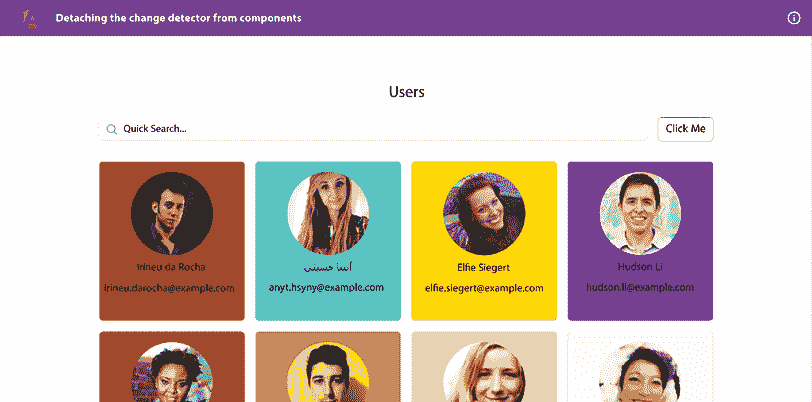 Detaching the change detector from components
Users
Quick Search...
Click Me
Irineu da Rocha
irineu.darocha@example.com
آنیتا حسینی
anyt.hsyny@example.com
Elfie Siegert
elfie.siegert@example.com
Hudson Li
hudson.li@example.com